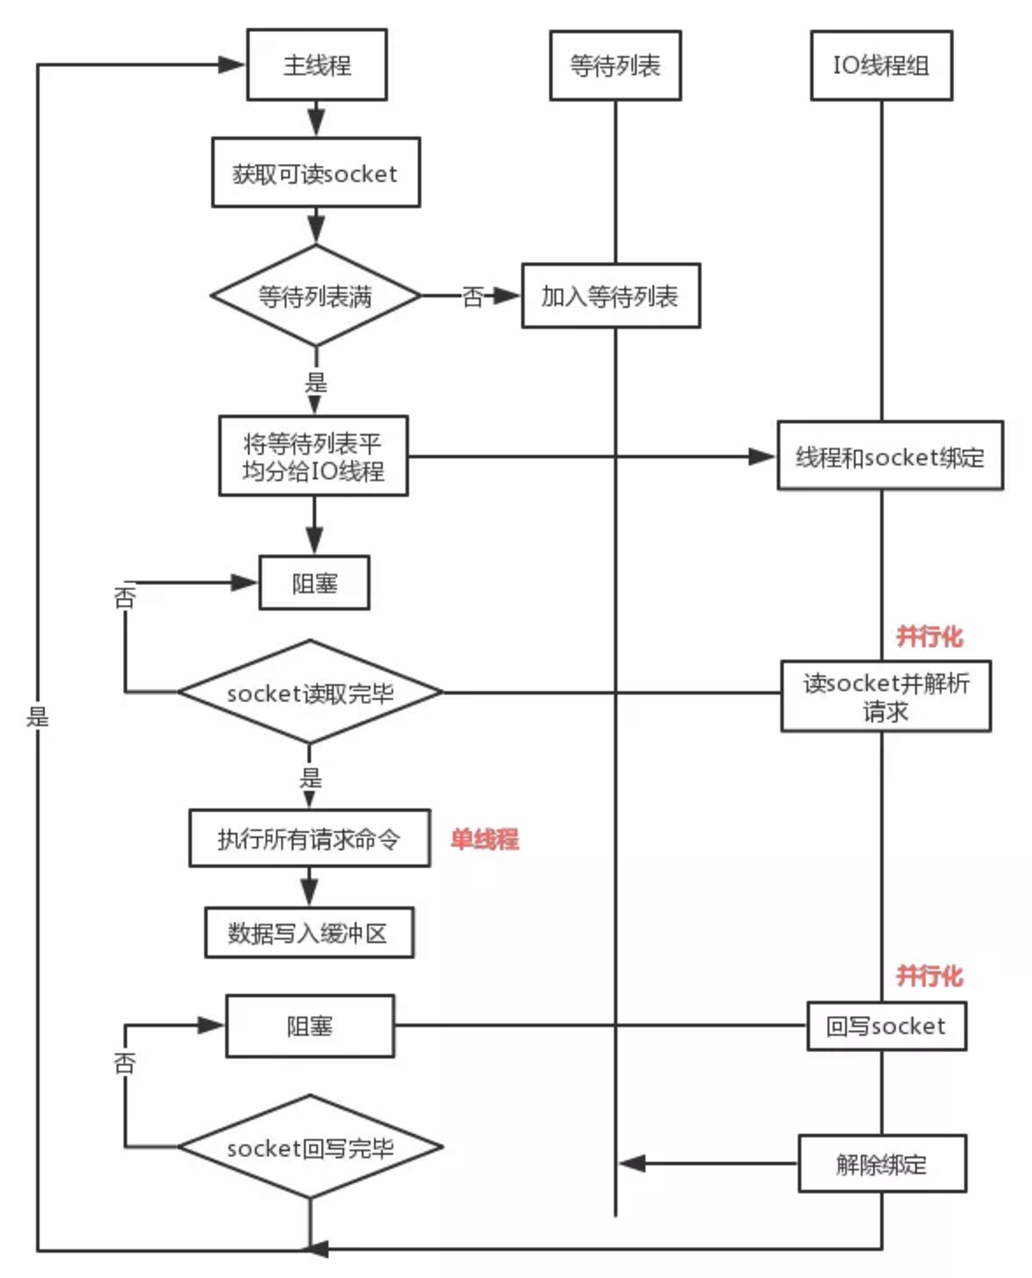 主线程
等待列表
IO线程组
获取可读socket
等待列表满
否
加入等待列表
是
将等待列表平
均分给IO线程
线程和socket绑定
阻塞
否
并行化
socket读取完毕
读socket并解析
请求
是
是
执行所有请求命令
单线程
数据写入缓冲区
并行化
阻塞
回写socket
否
socket回写完毕
解除绑定